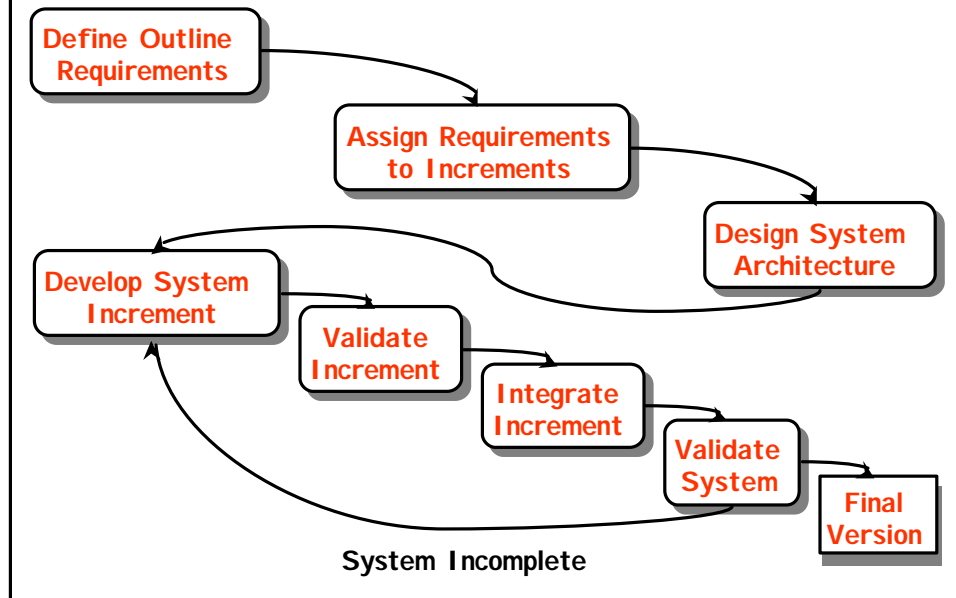 Define Outline
Requirements
Assign Requirements
to Increments
Design System
Architecture
Develop System
Increment
Validate
Increment
Integrate
Increment
Validate
System
Final
Version
System Incomplete